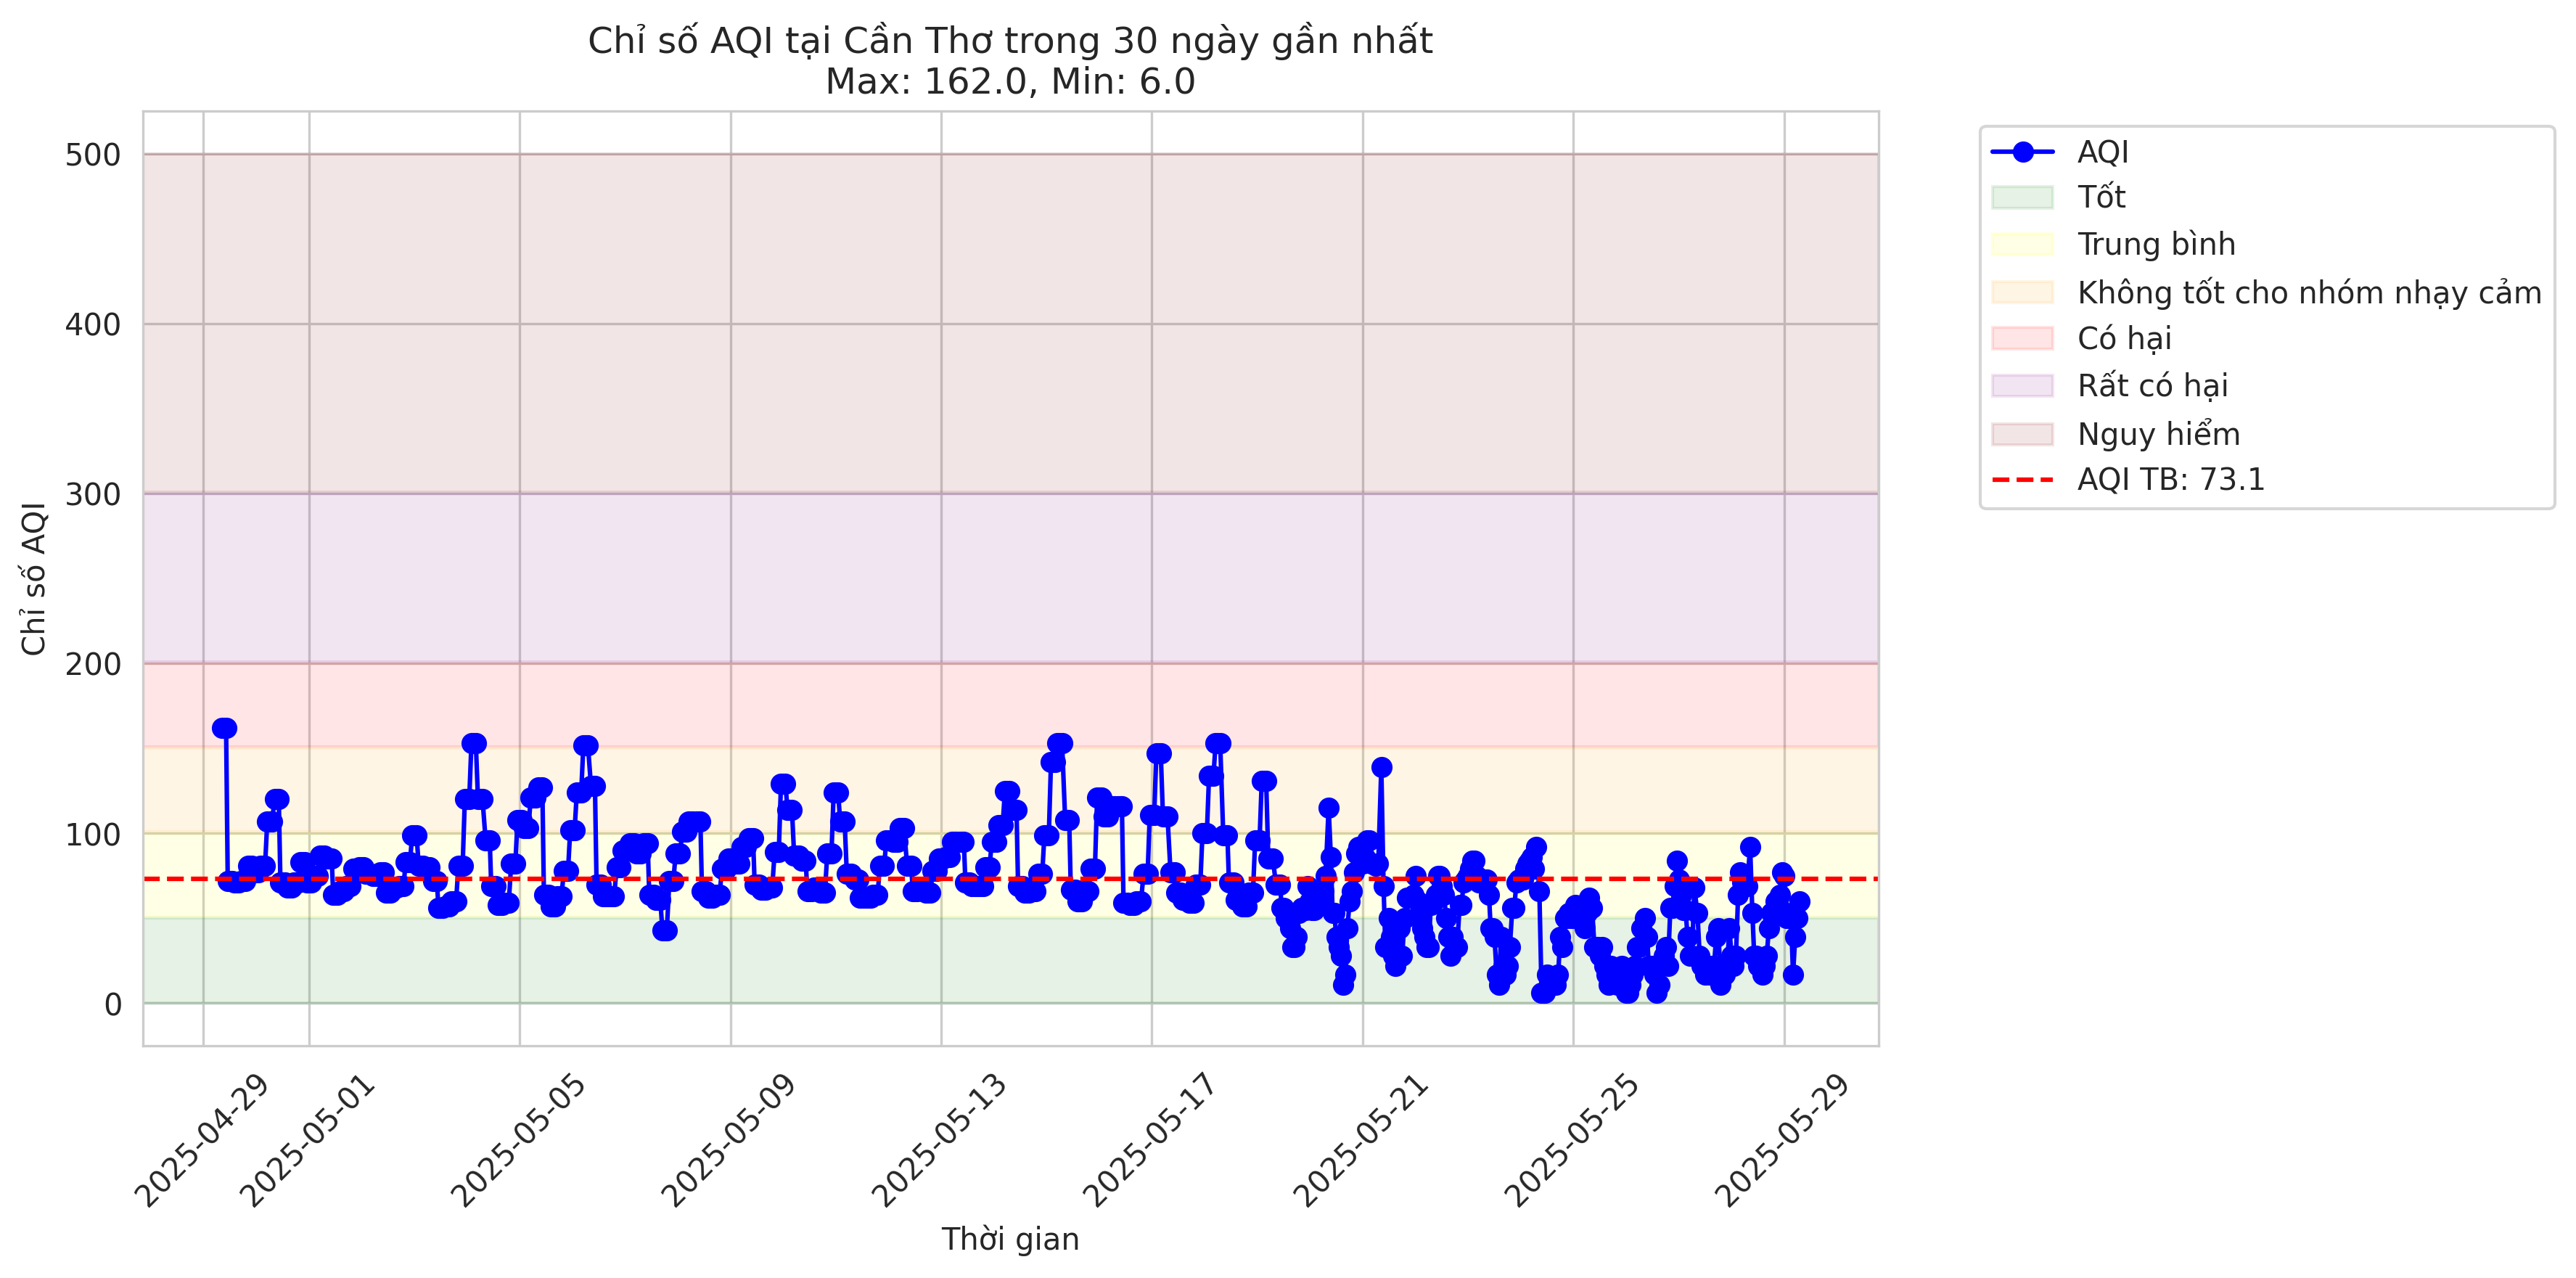 Chỉ số AQI tại Cần Thơ trong 30 ngày gần nhất
Max: 162.0, Min: 6.0
Chỉ số AQI
500
400
300
200
100
0
2025-04-29
2025-05-01
2025-05-05
2025-05-09
2025-05-13
2025-05-17
2025-05-21
2025-05-25
2025-05-29
Thời gian
AQI
Tốt
Trung bình
Không tốt cho nhóm nhạy cảm
Có hại
Rất có hại
Nguy hiểm
AQI TB: 73.1